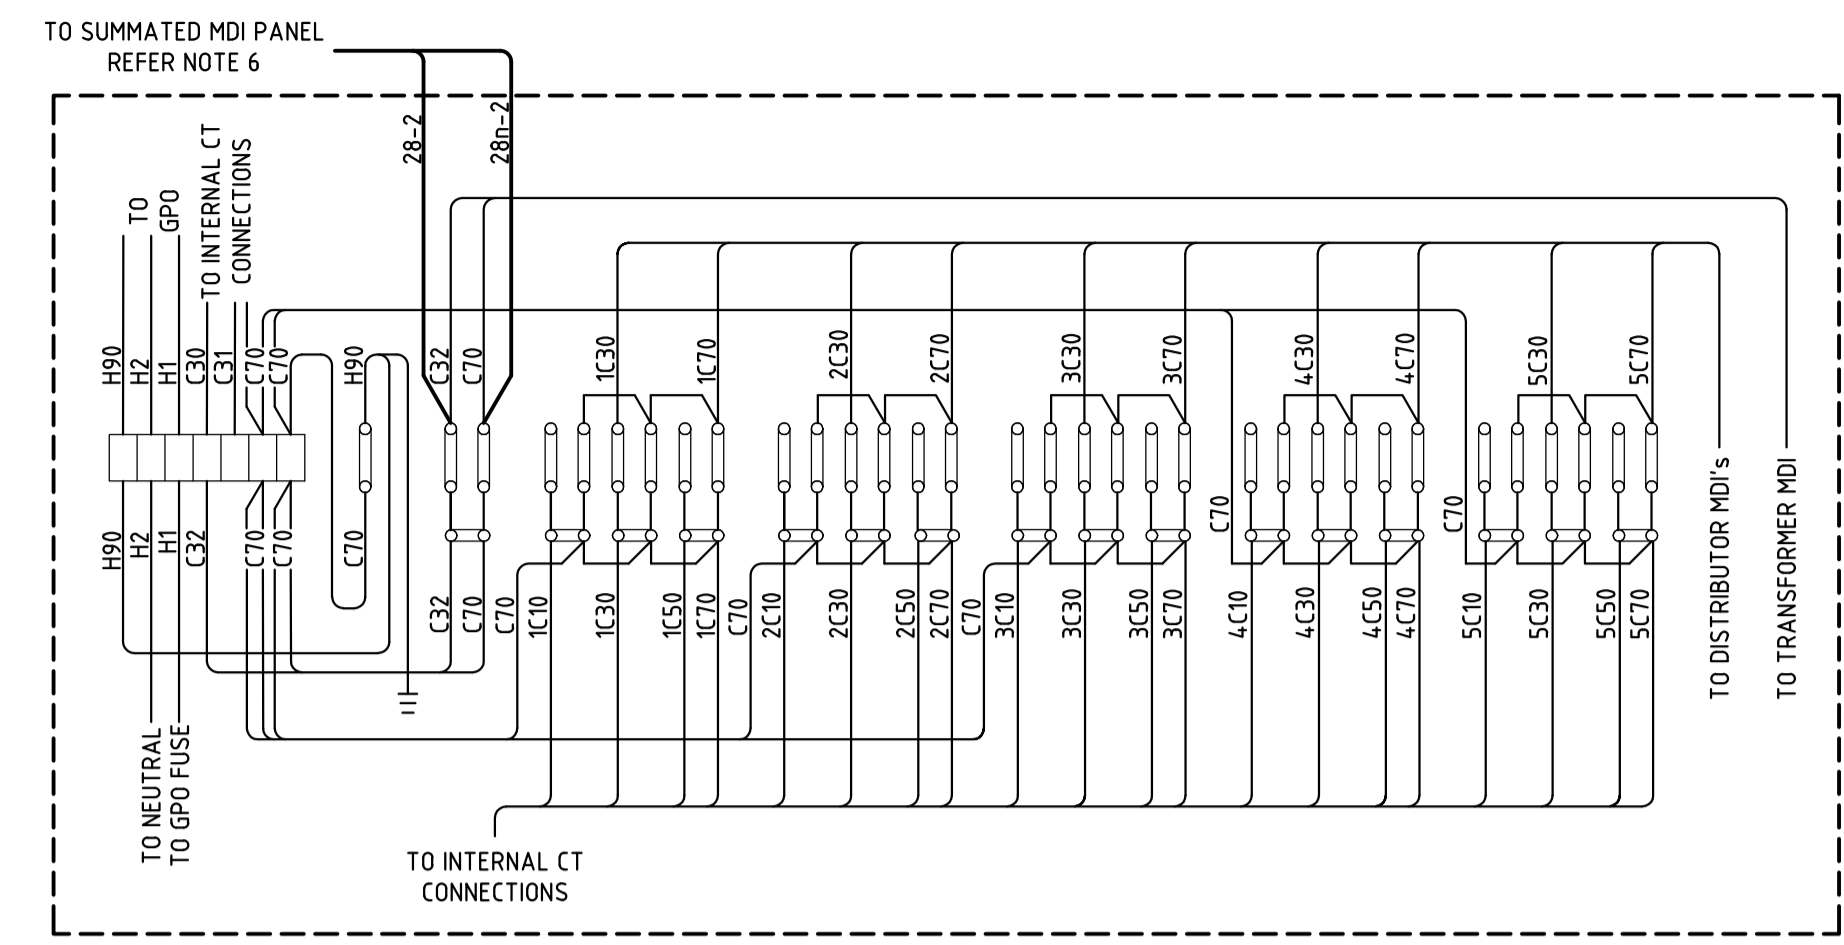 TO SUMMATED MDI PANEL
REFER NOTE 6
28-2
28n-2
TO
GPO
TO INTERNAL CT
CONNECTIONS
H90
H2
H1
C30
C31
C70
C70
H90
C32
C70
1C30
1C70
2C30
2C70
3C30
3C70
4C30
4C70
5C30
5C70
H90
H2
H1
C32
C70
C70
C70
C32
C70
C70
1C10
1C30
1C50
1C70
C70
2C10
2C30
2C50
2C70
C70
3C10
3C30
3C50
3C70
C70
4C10
4C30
4C50
4C70
C70
5C10
5C30
5C50
5C70
TO DISTRIBUTOR MDI's
TO TRANSFORMER MDI
TO NEUTRAL
TO GPO FUSE
TO INTERNAL CT
CONNECTIONS